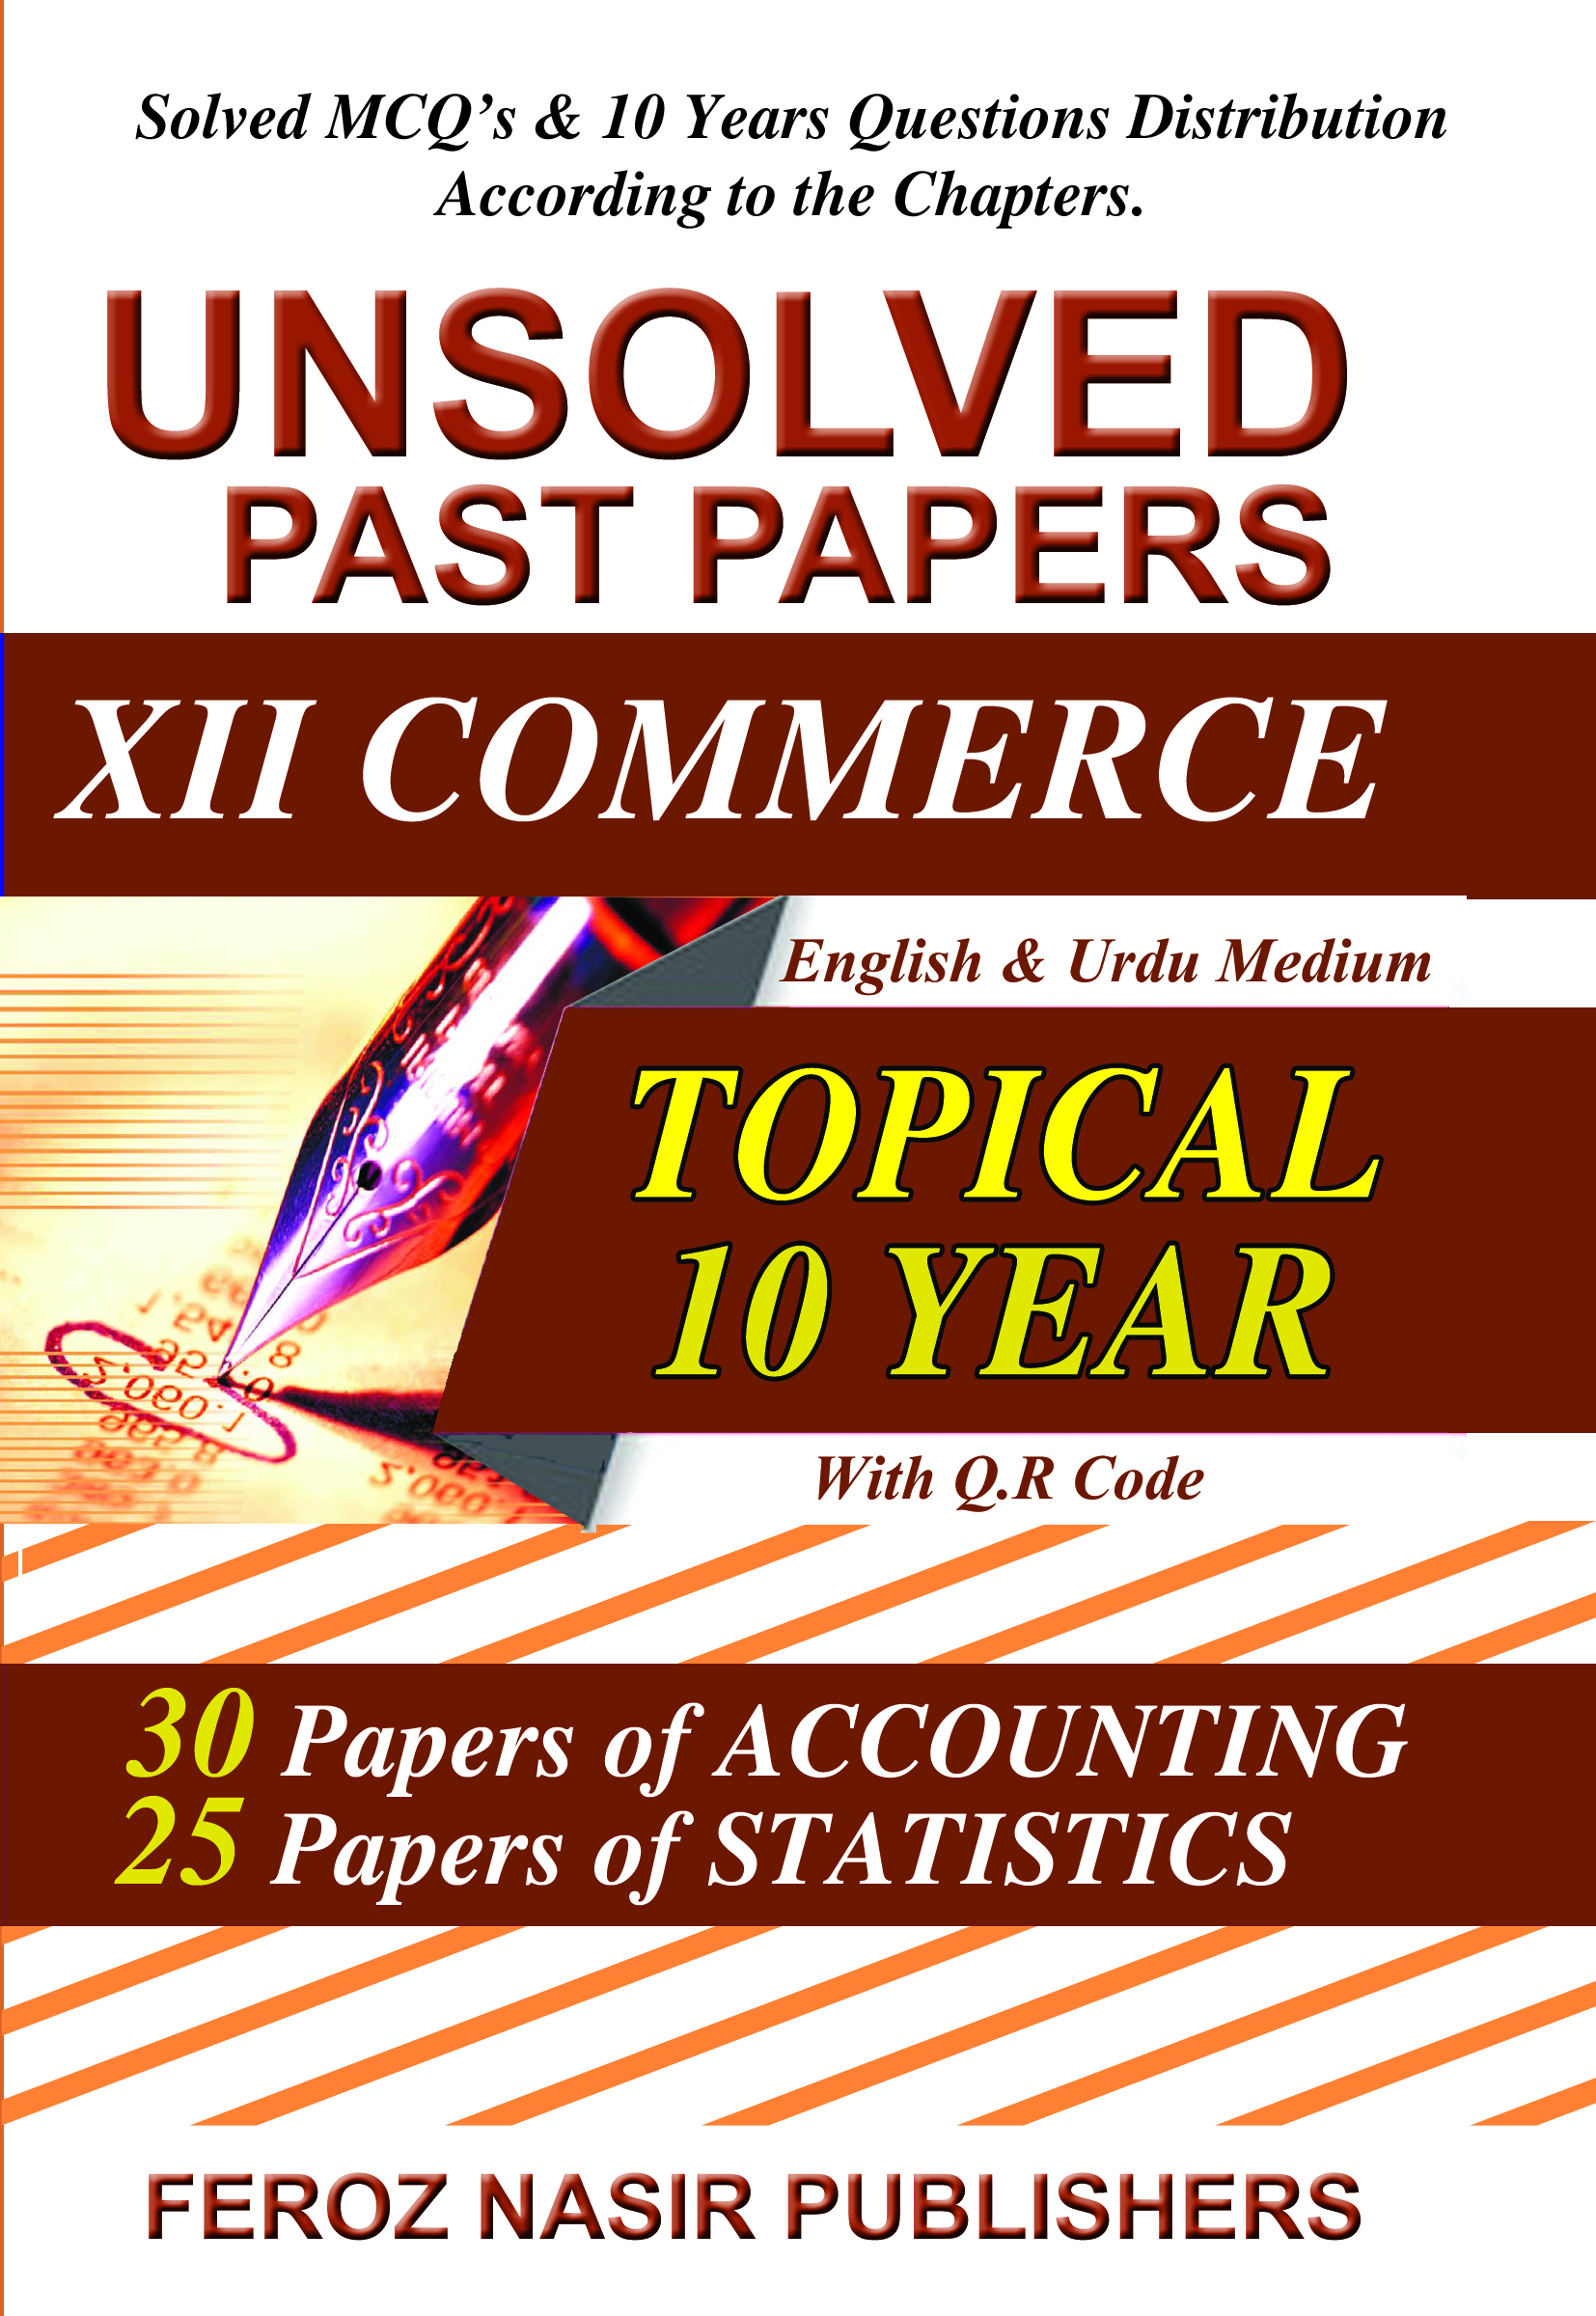 Solved MCQ’s & 10 Years Questions Distribution
According to the Chapters.
UNSOLVED
PAST PAPERS
XII COMMERCE
English & Urdu Medium
TOPICAL
10 YEAR
With Q.R Code
30 Papers of ACCOUNTING
25 Papers of STATISTICS
FEROZ NASIR PUBLISHERS